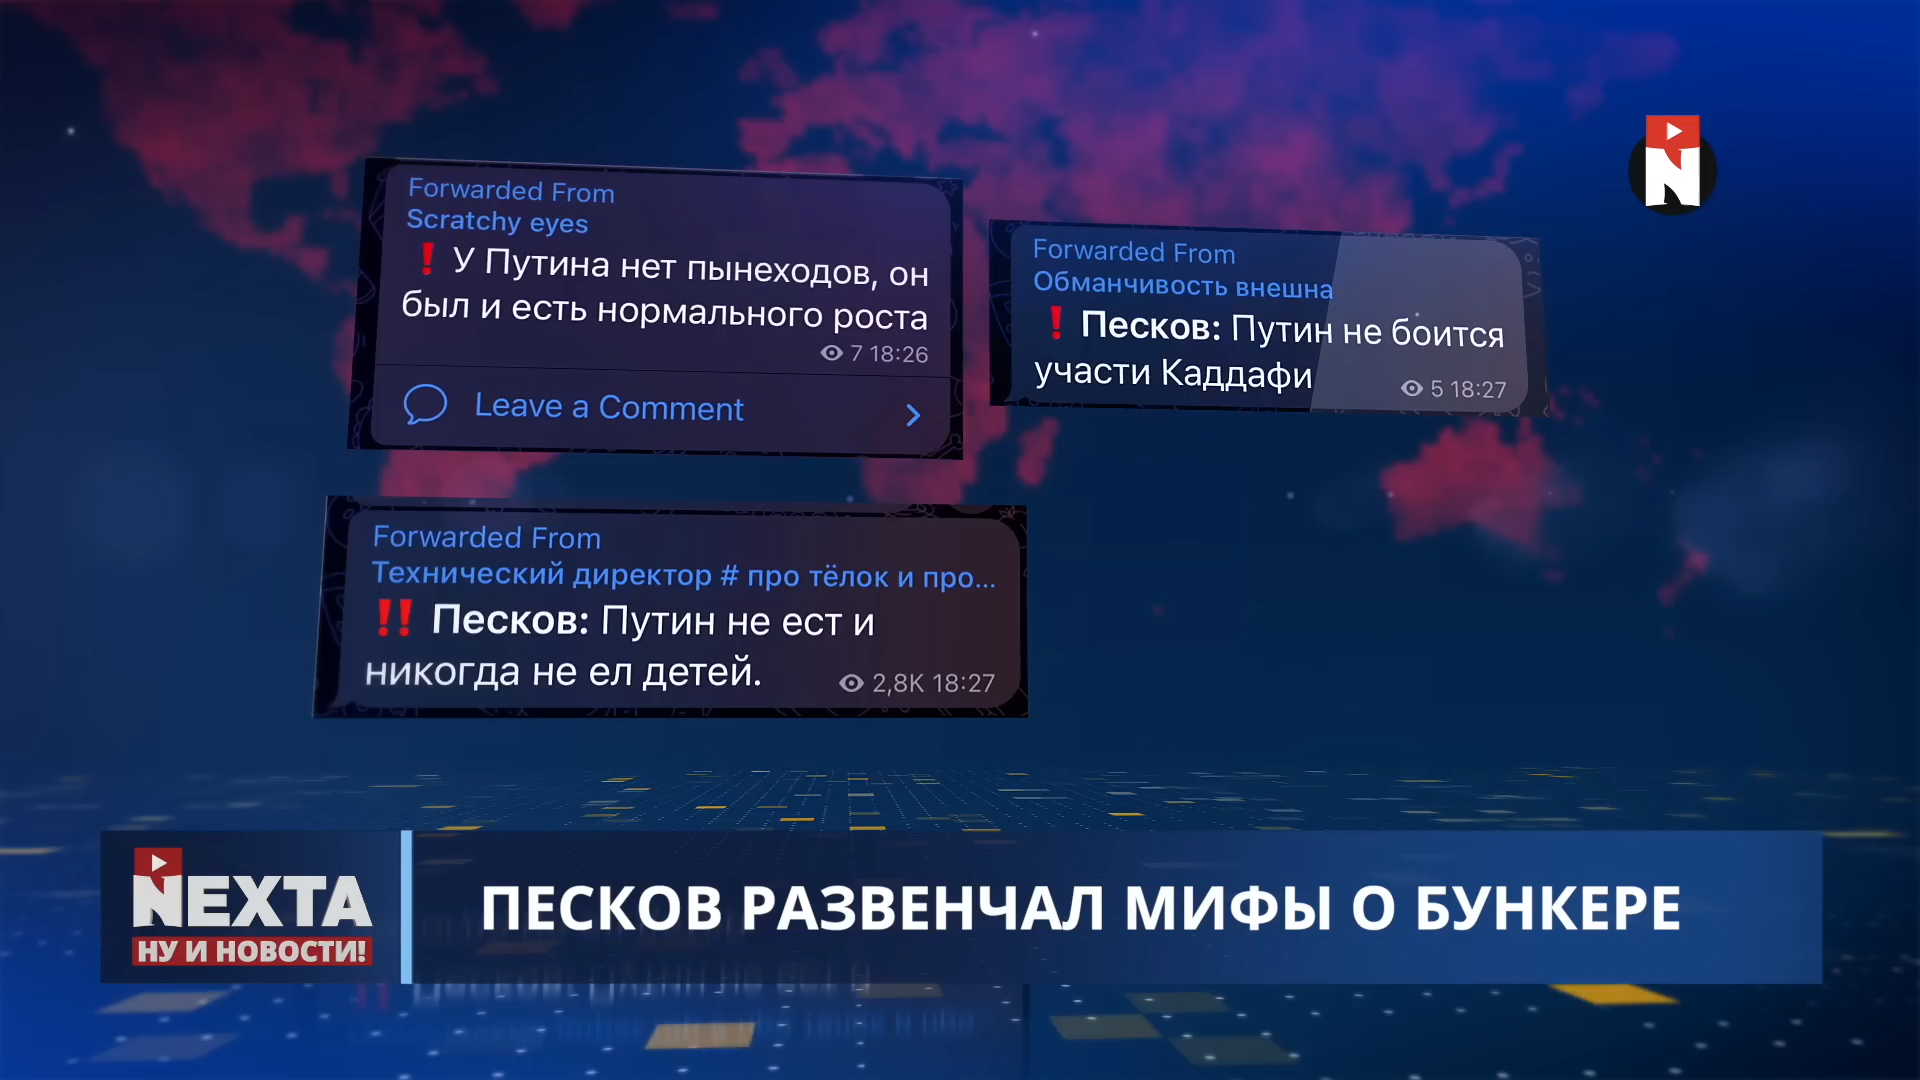 Forwarded From
Scratchy eyes
❗ У Путина нет пынеходов, он
был и есть нормального роста
7 18:26
Leave a Comment
Forwarded From
Обманчивость внешна
❗ Песков: Путин не боится
участи Каддафи
5 18:27
Forwarded From
Технический директор # про тёлок и про...
‼ Песков: Путин не ест и
никогда не ел детей.
2,8K 18:27
N
NEXTA
НУ И НОВОСТИ!
ПЕСКОВ РАЗВЕНЧАЛ МИФЫ О БУНКЕРЕ